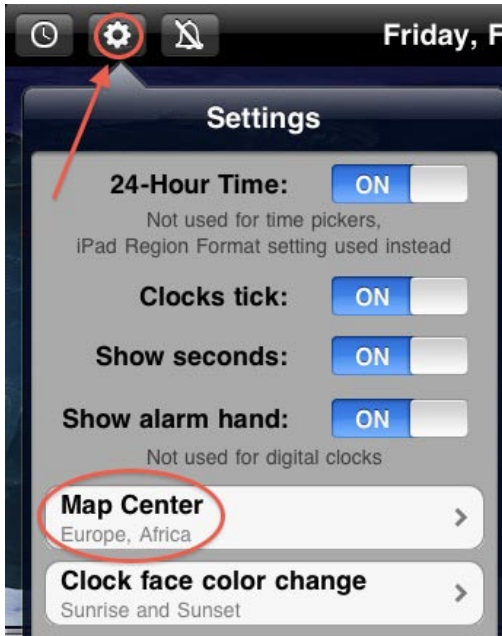 Friday, F
Settings
24-Hour Time: ON
Not used for time pickers,
iPad Region Format setting used instead
Clocks tick: ON
Show seconds: ON
Show alarm hand: ON
Not used for digital clocks
Map Center
Europe, Africa
Clock face color change
Sunrise and Sunset